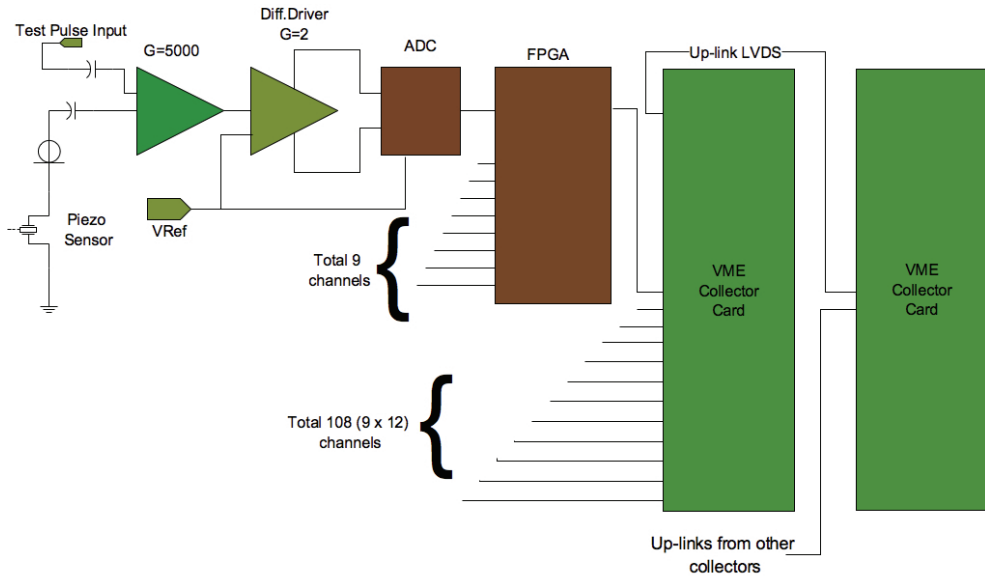 Test Pulse Input
G=5000
Diff.Driver
G=2
ADC
FPGA
Up-link LVDS
Piezo
Sensor
VRef
Total 9
channels
VME
Collector
Card
VME
Collector
Card
Total 108 (9 x 12)
channels
Up-links from other
collectors